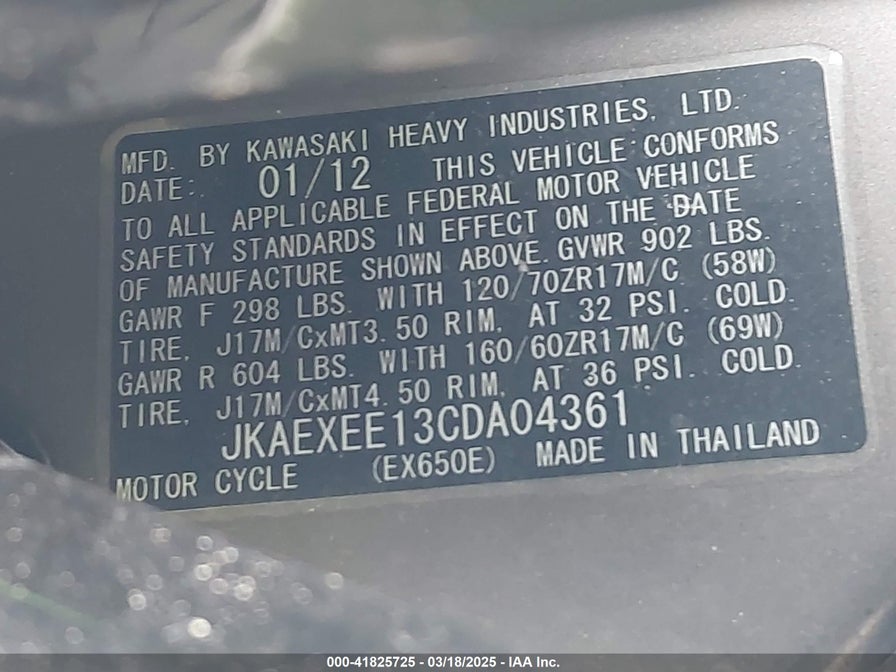 MFD. BY KAWASAKI HEAVY INDUSTRIES, LTD.
DATE: 01/12 THIS VEHICLE CONFORMS
TO ALL APPLICABLE FEDERAL MOTOR VEHICLE
SAFETY STANDARDS IN EFFECT ON THE DATE
OF MANUFACTURE SHOWN ABOVE. GVWR 902 LBS.
GAWR F 298 LBS. WITH 120/70ZR17M/C (58W)
TIRE, J17M/CxMT3.50 RIM, AT 32 PSI. COLD.
GAWR R 604 LBS. WITH 160/60ZR17M/C (69W)
TIRE, J17M/CxMT4.50 RIM, AT 36 PSI. COLD.
JKAEXEE13CDA04361
MOTOR CYCLE (EX650E) MADE IN THAILAND
000-41825725 - 03/18/2025 - IAA Inc.